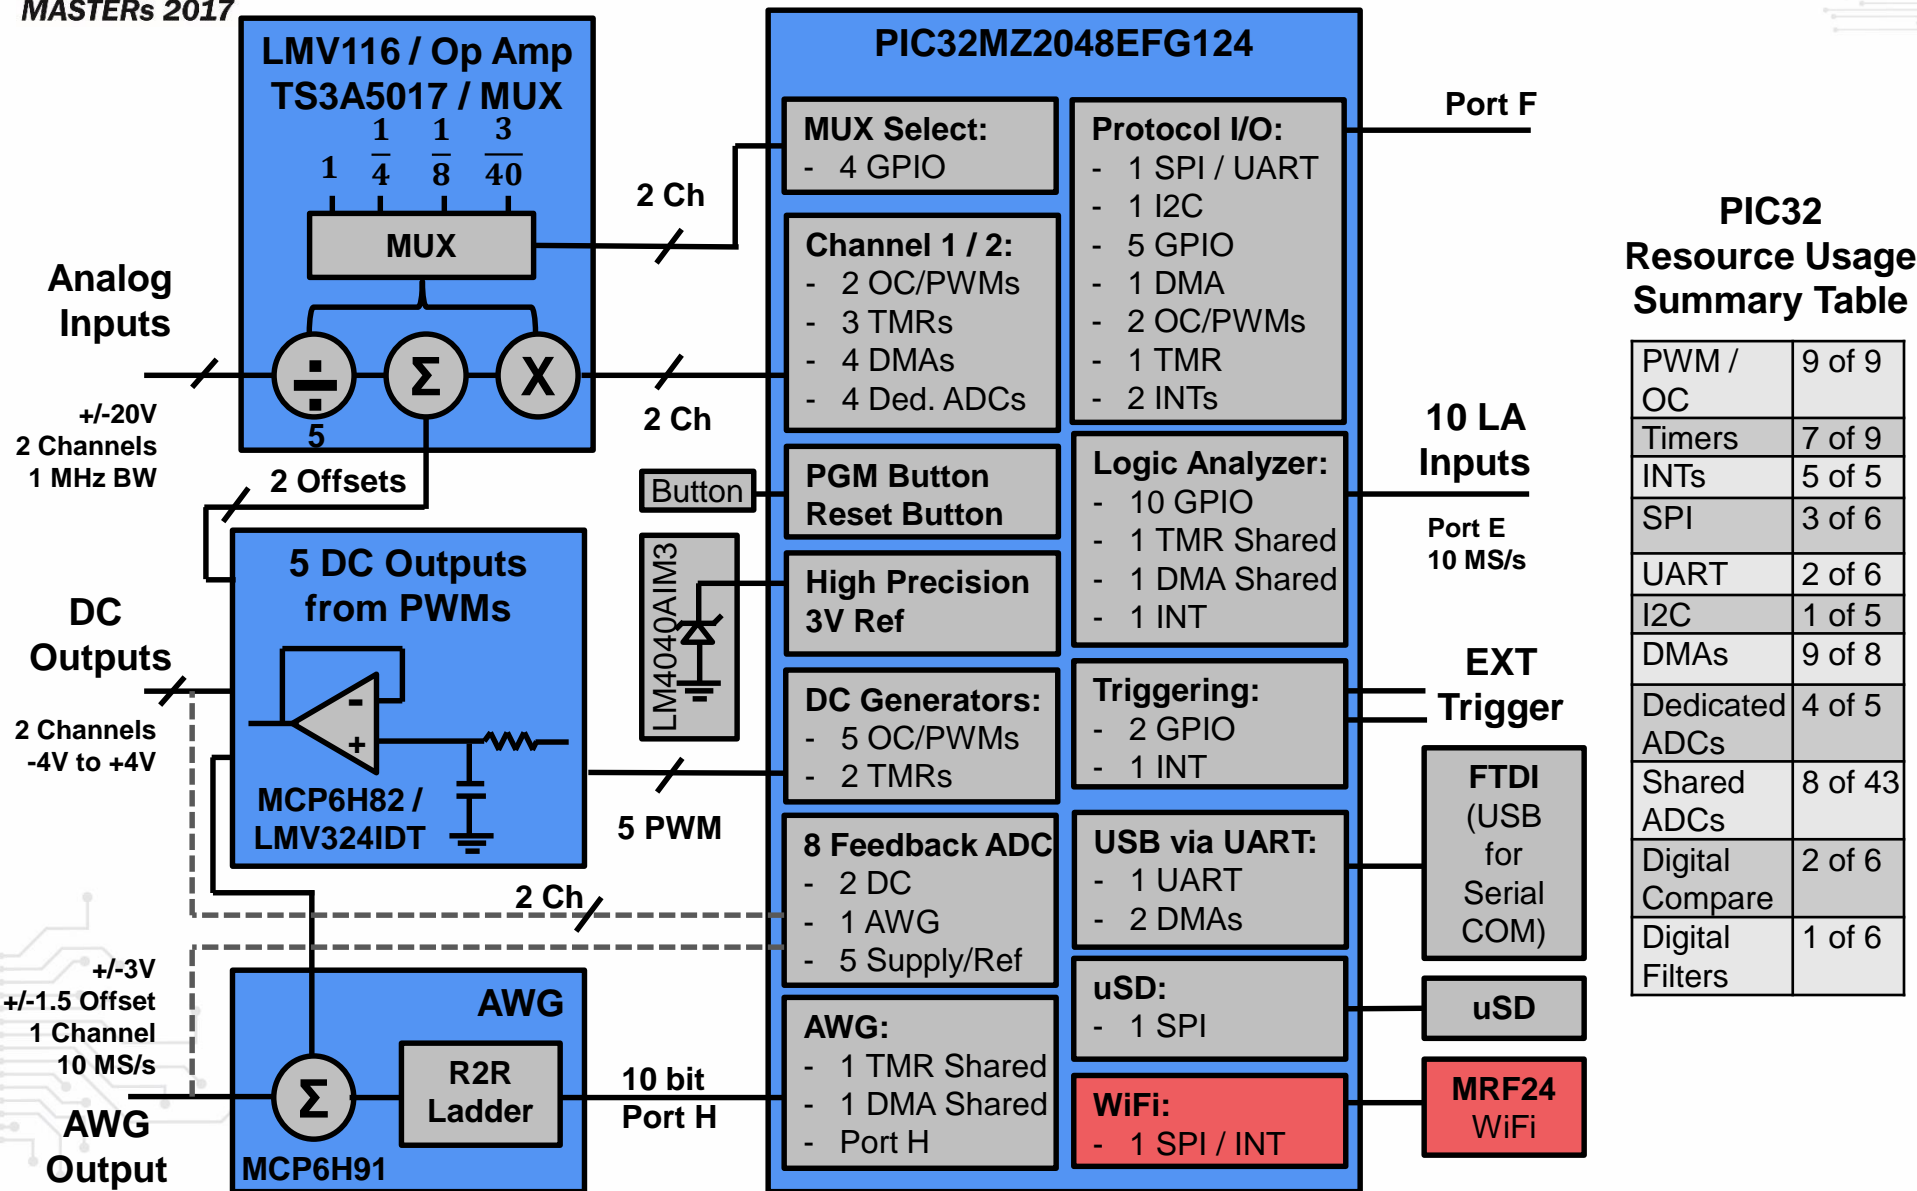 MASTERs 2017
LMV116 / Op Amp
TS3A5017 / MUX
1
1
4
1
8
3
40
MUX
÷
Σ
X
5
Analog
Inputs
+/-20V
2 Channels
1 MHz BW
2 Ch
2 Ch
2 Offsets
5 DC Outputs
from PWMs
-
+
MCP6H82 /
LMV324IDT
DC
Outputs
2 Channels
-4V to +4V
5 PWM
2 Ch
+/-3V
+/-1.5 Offset
1 Channel
10 MS/s
AWG
Output
AWG
Σ
R2R
Ladder
MCP6H91
10 bit
Port H
Button
LM4040AIM3
PIC32MZ2048EFG124
MUX Select:
- 4 GPIO
Channel 1 / 2:
- 2 OC/PWMs
- 3 TMRs
- 4 DMAs
- 4 Ded. ADCs
PGM Button
Reset Button
High Precision
3V Ref
DC Generators:
- 5 OC/PWMs
- 2 TMRs
8 Feedback ADC
- 2 DC
- 1 AWG
- 5 Supply/Ref
AWG:
- 1 TMR Shared
- 1 DMA Shared
- Port H
Protocol I/O:
- 1 SPI / UART
- 1 I2C
- 5 GPIO
- 1 DMA
- 2 OC/PWMs
- 1 TMR
- 2 INTs
Logic Analyzer:
- 10 GPIO
- 1 TMR Shared
- 1 DMA Shared
- 1 INT
Triggering:
- 2 GPIO
- 1 INT
USB via UART:
- 1 UART
- 2 DMAs
uSD:
- 1 SPI
WiFi:
- 1 SPI / INT
Port F
10 LA
Inputs
Port E
10 MS/s
EXT
Trigger
FTDI
(USB
for
Serial
COM)
uSD
MRF24
WiFi
PIC32
Resource Usage
Summary Table
PWM / 9 of 9
OC
Timers 7 of 9
INTs 5 of 5
SPI 3 of 6
UART 2 of 6
I2C 1 of 5
DMAs 9 of 8
Dedicated 4 of 5
ADCs
Shared 8 of 43
ADCs
Digital 2 of 6
Compare
Digital 1 of 6
Filters